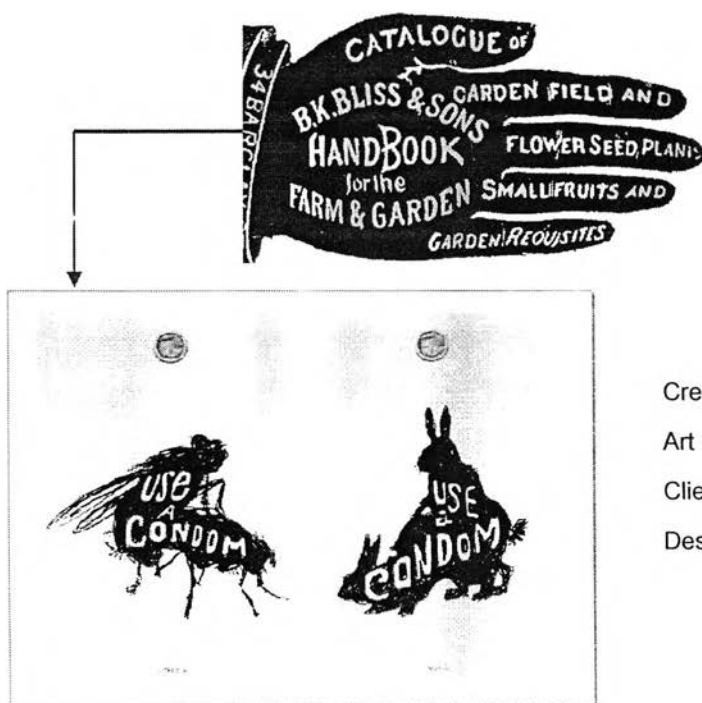 CATALOGUE OF
34 BARCLAY
B.K. BLISS & SONS
HANDBOOK
for the
FARM & GARDEN
GARDEN FIELD AND
FLOWER SEED, PLANTS
SMALL FRUITS AND
GARDEN REQUISITES
use
A
CONDOM
USE
a
CONDOM
Cre
Art
Clie
Des